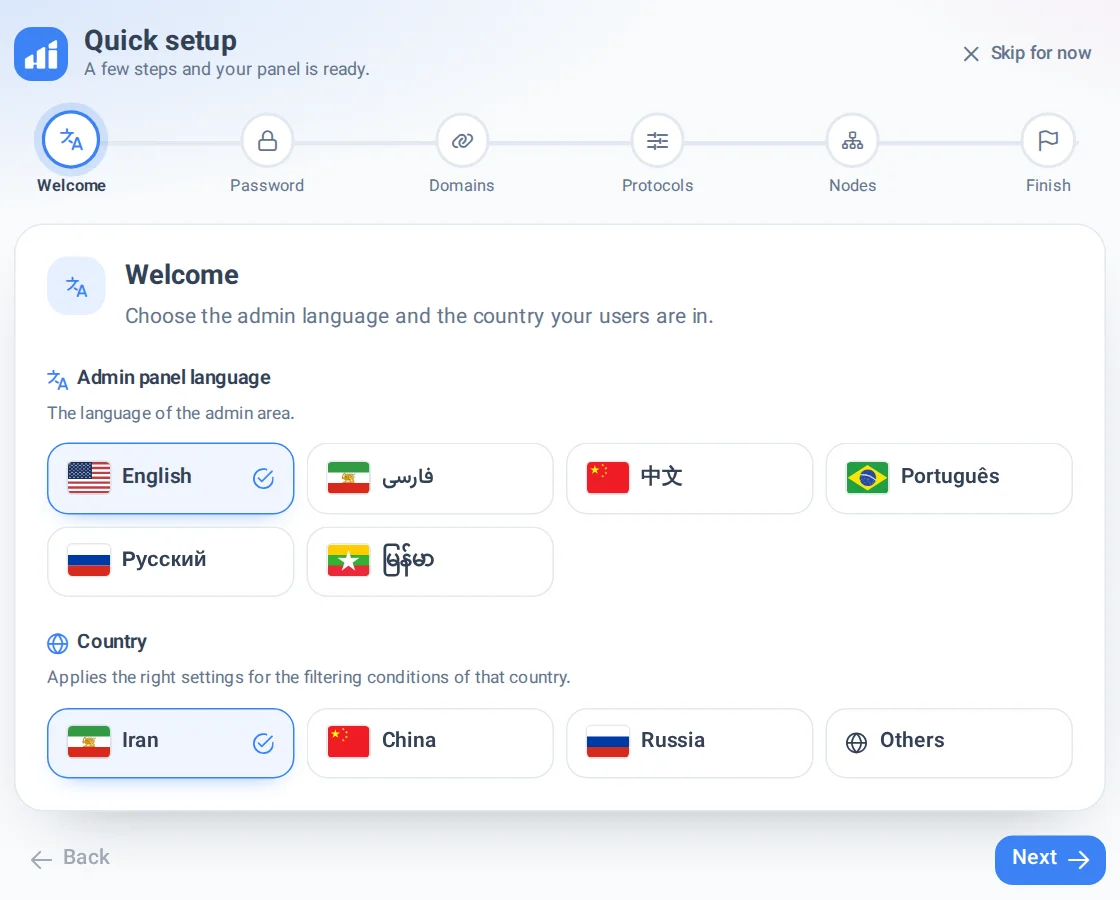 Quick setup
A few steps and your panel is ready.
Skip for now
Welcome
Password
Domains
Protocols
Nodes
Finish
Welcome
Choose the admin language and the country your users are in.
Admin panel language
The language of the admin area.
English
فارسی
中文
Português
Русский
မြန်မာ
Country
Applies the right settings for the filtering conditions of that country.
Iran
China
Russia
Others
Back
Next